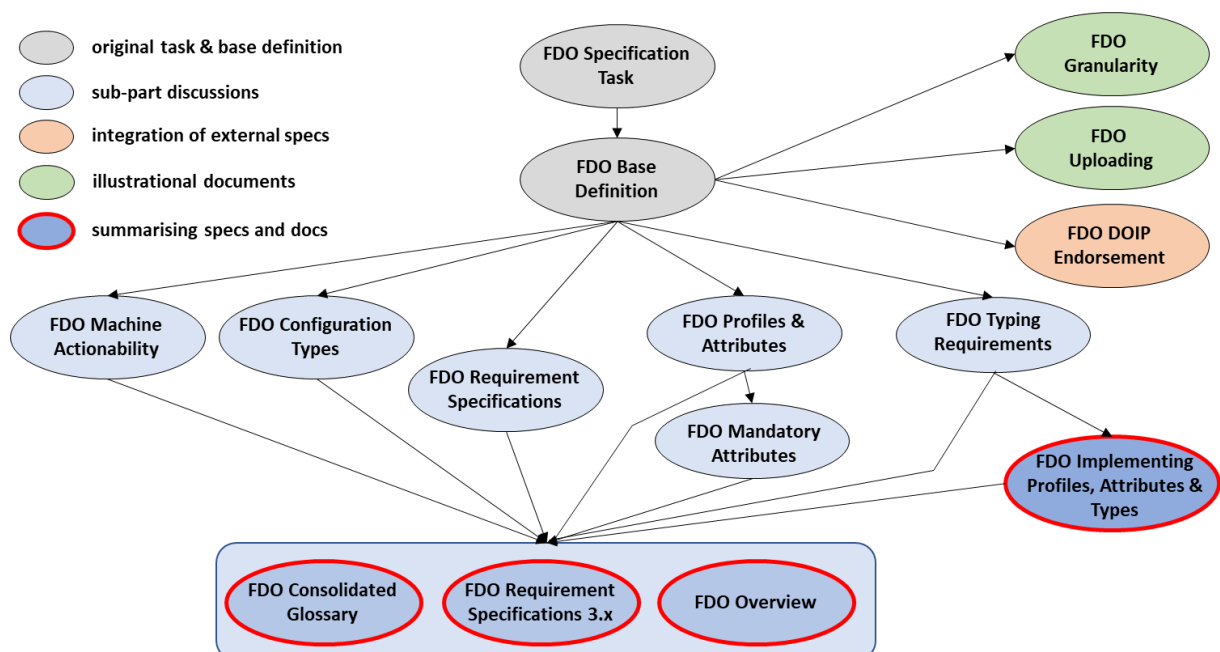 original task & base definition
sub-part discussions
integration of external specs
illustrational documents
summarising specs and docs
FDO Specification
Task
FDO Base
Definition
FDO
Granularity
FDO
Uploading
FDO DOIP
Endorsement
FDO Machine
Actionability
FDO Configuration
Types
FDO Requirement
Specifications
FDO Profiles &
Attributes
FDO Typing
Requirements
FDO Mandatory
Attributes
FDO Implementing
Profiles, Attributes &
Types
FDO Consolidated
Glossary
FDO Requirement
Specifications 3.x
FDO Overview